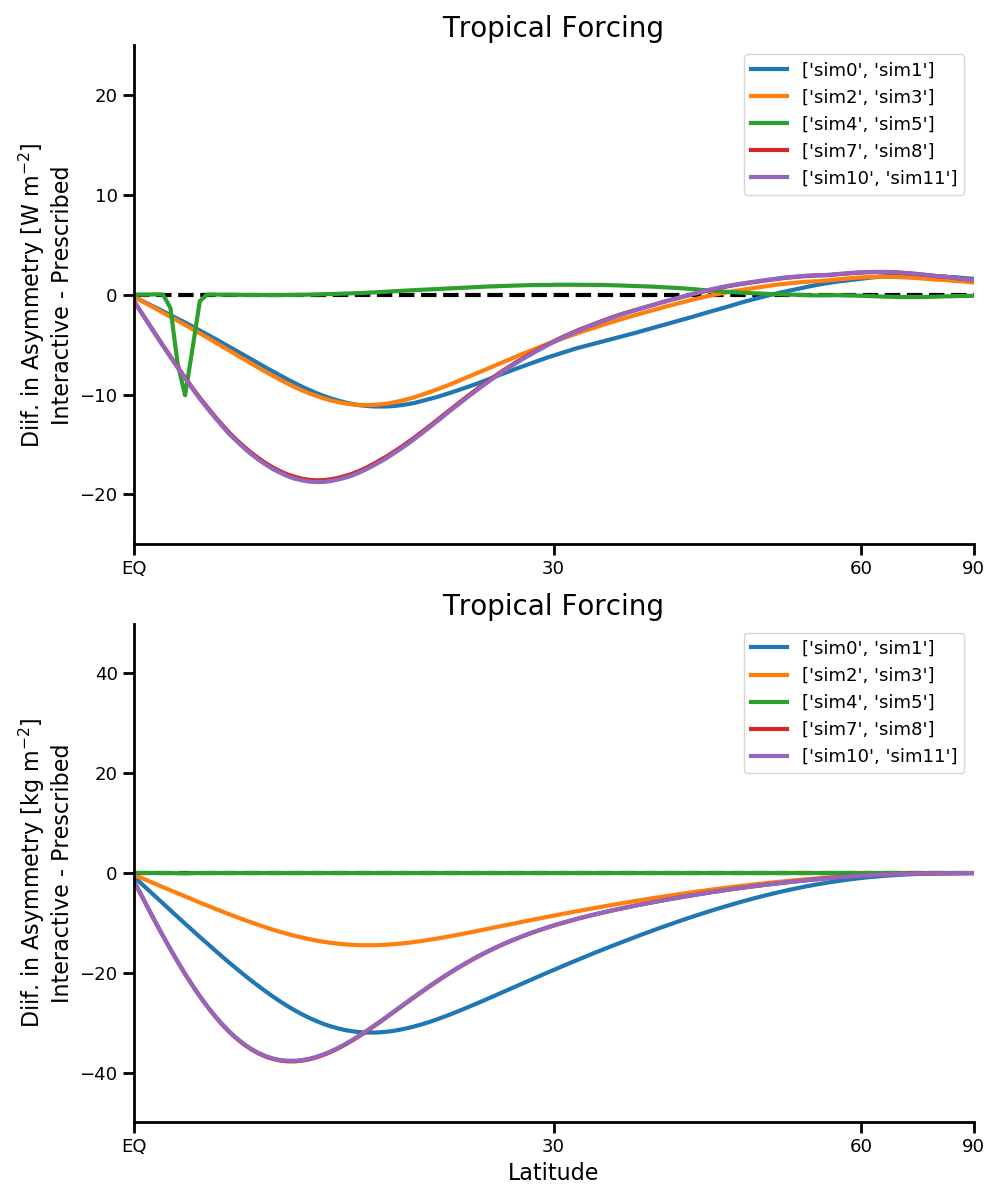 Tropical Forcing
Diif. in Asymmetry [W m⁻²]
Interactive - Prescribed
20
10
0
−10
−20
['sim0', 'sim1']
['sim2', 'sim3']
['sim4', 'sim5']
['sim7', 'sim8']
['sim10', 'sim11']
EQ 30 60 90
Tropical Forcing
Diif. in Asymmetry [kg m⁻²]
Interactive - Prescribed
40
20
0
−20
−40
['sim0', 'sim1']
['sim2', 'sim3']
['sim4', 'sim5']
['sim7', 'sim8']
['sim10', 'sim11']
EQ 30 60 90
Latitude